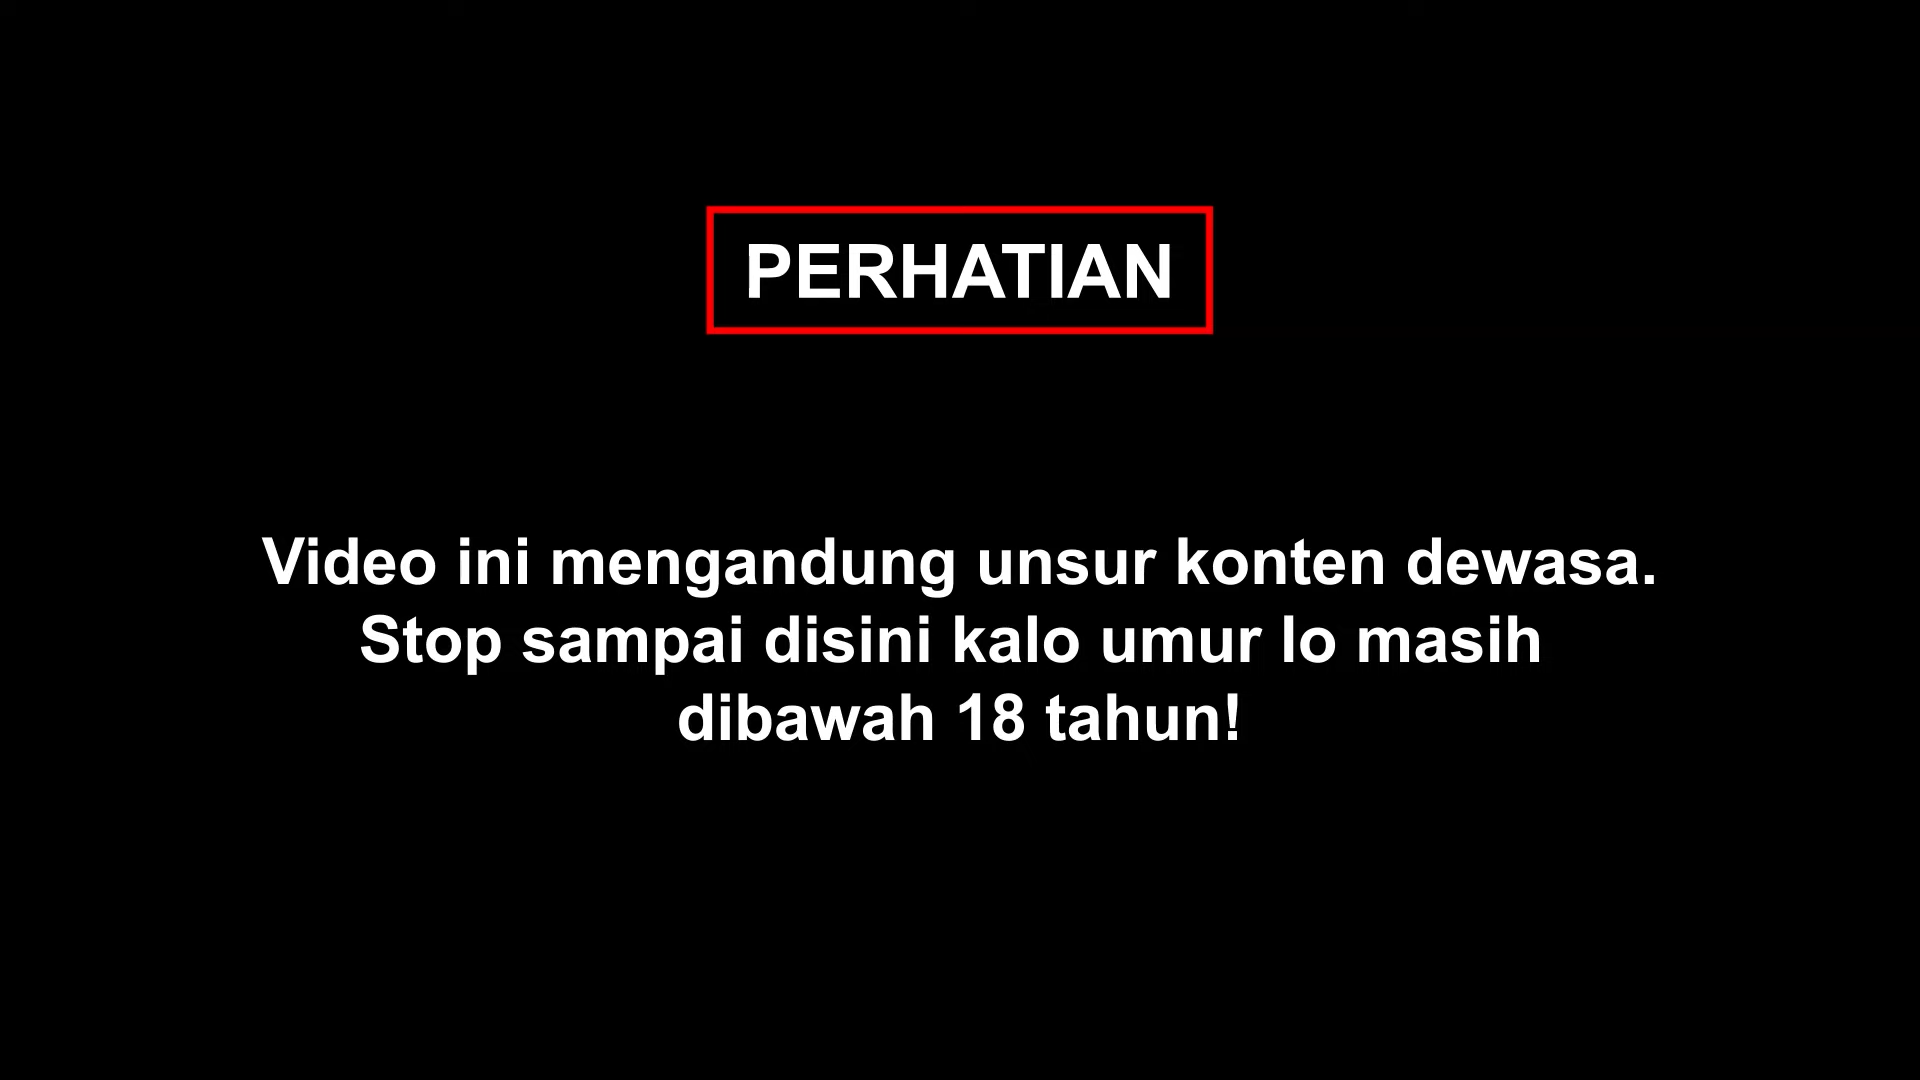 PERHATIAN
Video ini mengandung unsur konten dewasa.
Stop sampai disini kalo umur lo masih
dibawah 18 tahun!